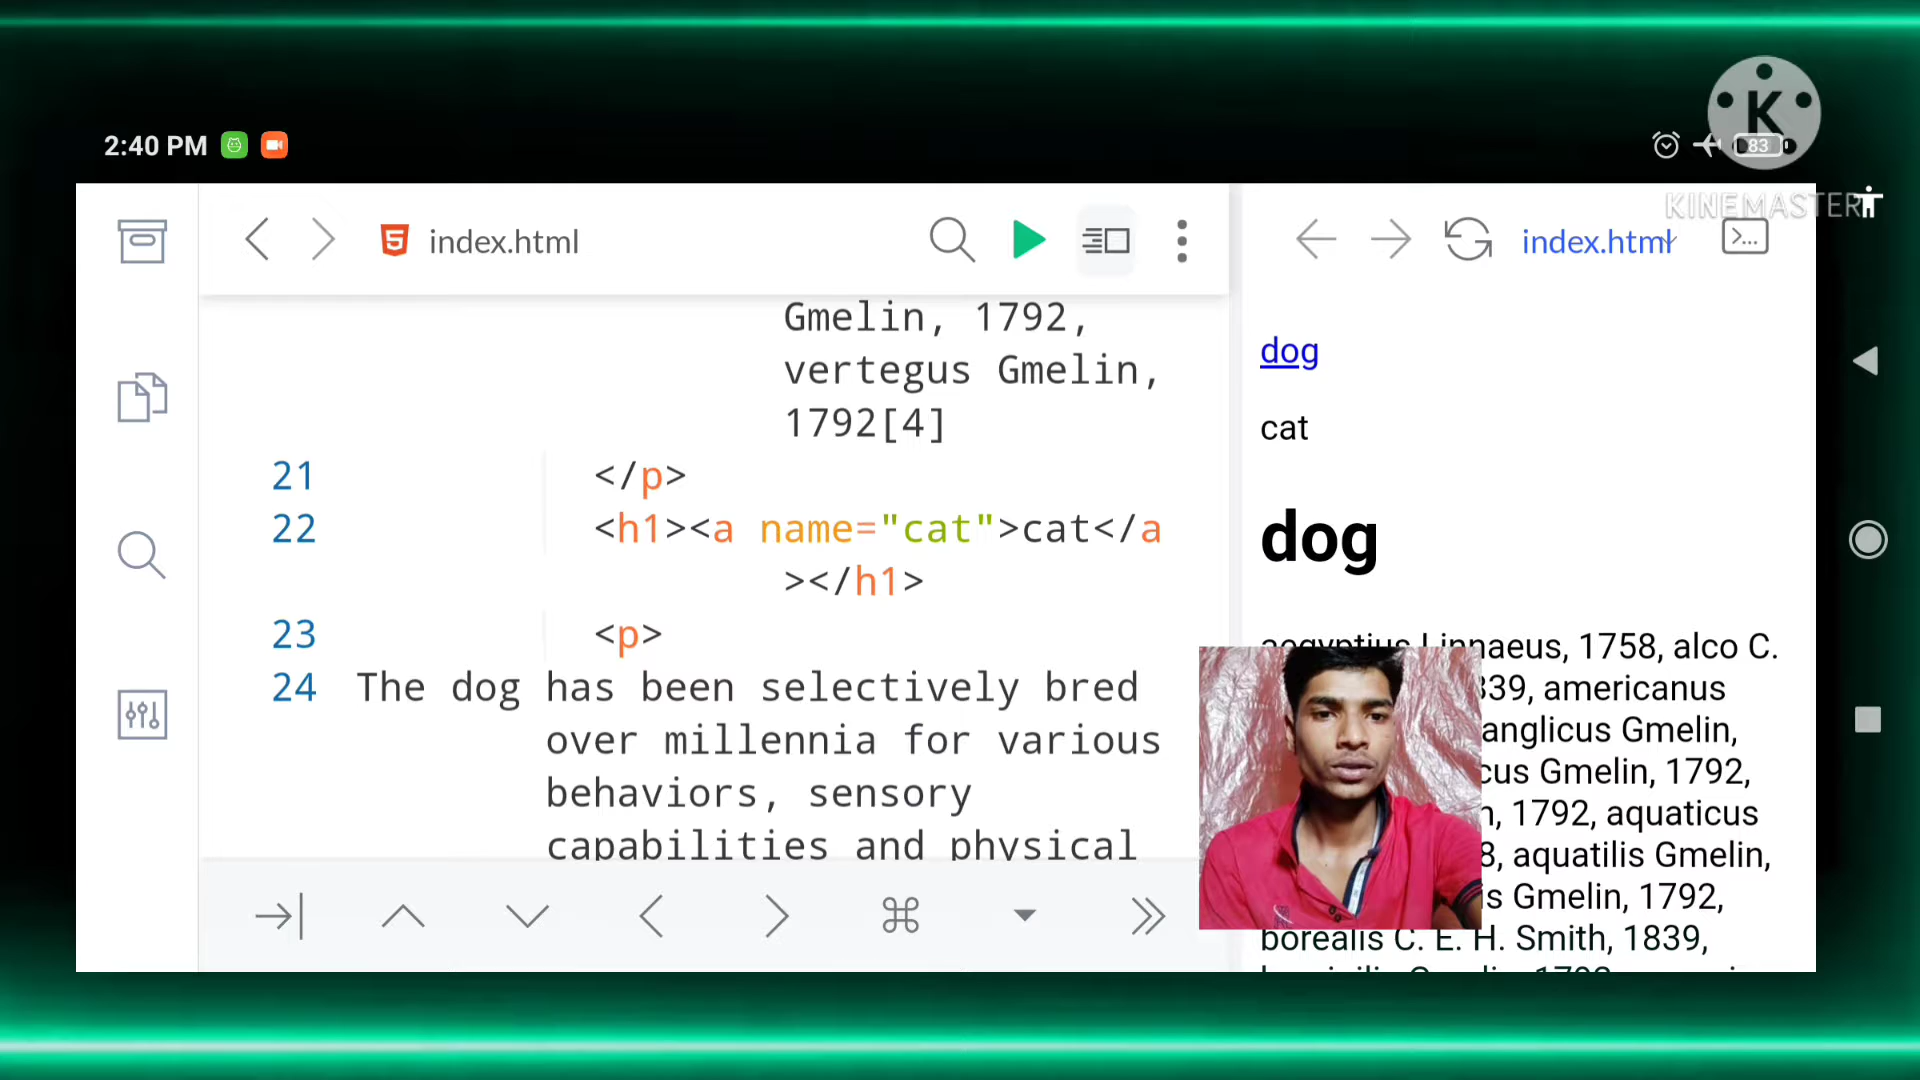 K
KINEMASTER
2:40 PM
83
index.html
Gmelin, 1792,
vertegus Gmelin,
1792[4]
21 </p>
22 <h1><a name="cat">cat</a
></h1>
23 <p>
24 The dog has been selectively bred
over millennia for various
behaviors, sensory
capabilities and physical
index.html
dog
cat
dog
aegyptius Linnaeus, 1758, alco C.
839, americanus
anglicus Gmelin,
cus Gmelin, 1792,
1792, aquaticus
8, aquatilis Gmelin,
s Gmelin, 1792,
borealis C. E. H. Smith, 1839,